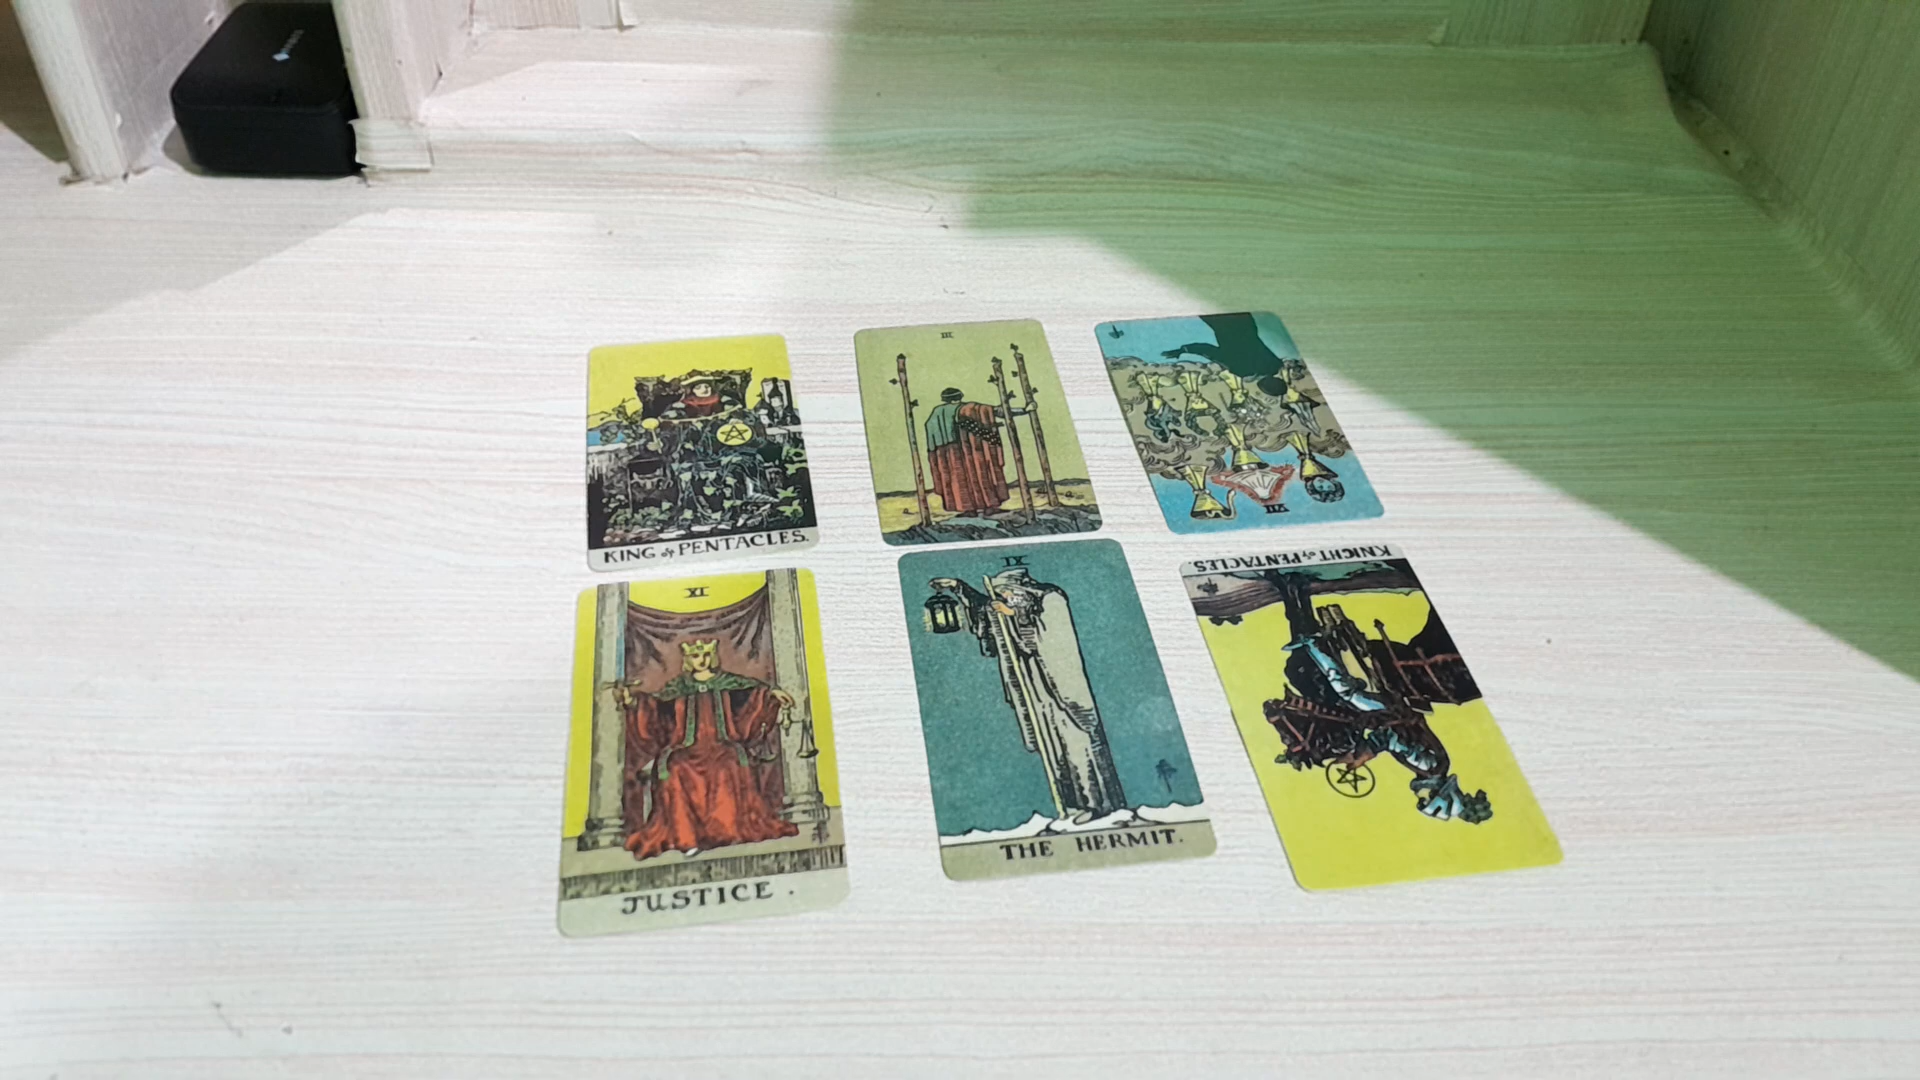 III
VII
KING of PENTACLES.
KNIGHT of PENTACLES.
XI
IX
THE HERMIT.
JUSTICE.